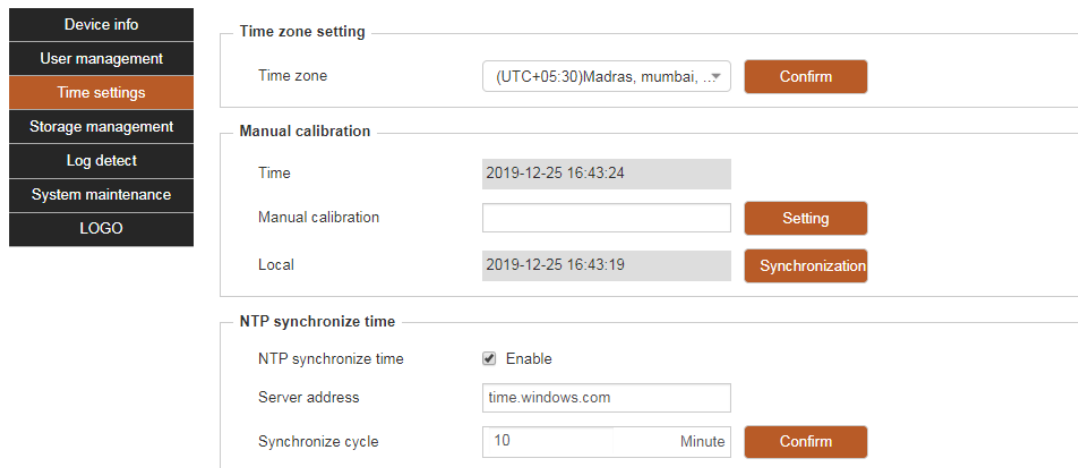 Device info
User management
Time settings
Storage management
Log detect
System maintenance
LOGO
Time zone setting
Time zone (UTC+05:30)Madras, mumbai, ... Confirm
Manual calibration
Time 2019-12-25 16:43:24
Manual calibration Setting
Local 2019-12-25 16:43:19 Synchronization
NTP synchronize time
NTP synchronize time Enable
Server address time.windows.com
Synchronize cycle 10 Minute Confirm